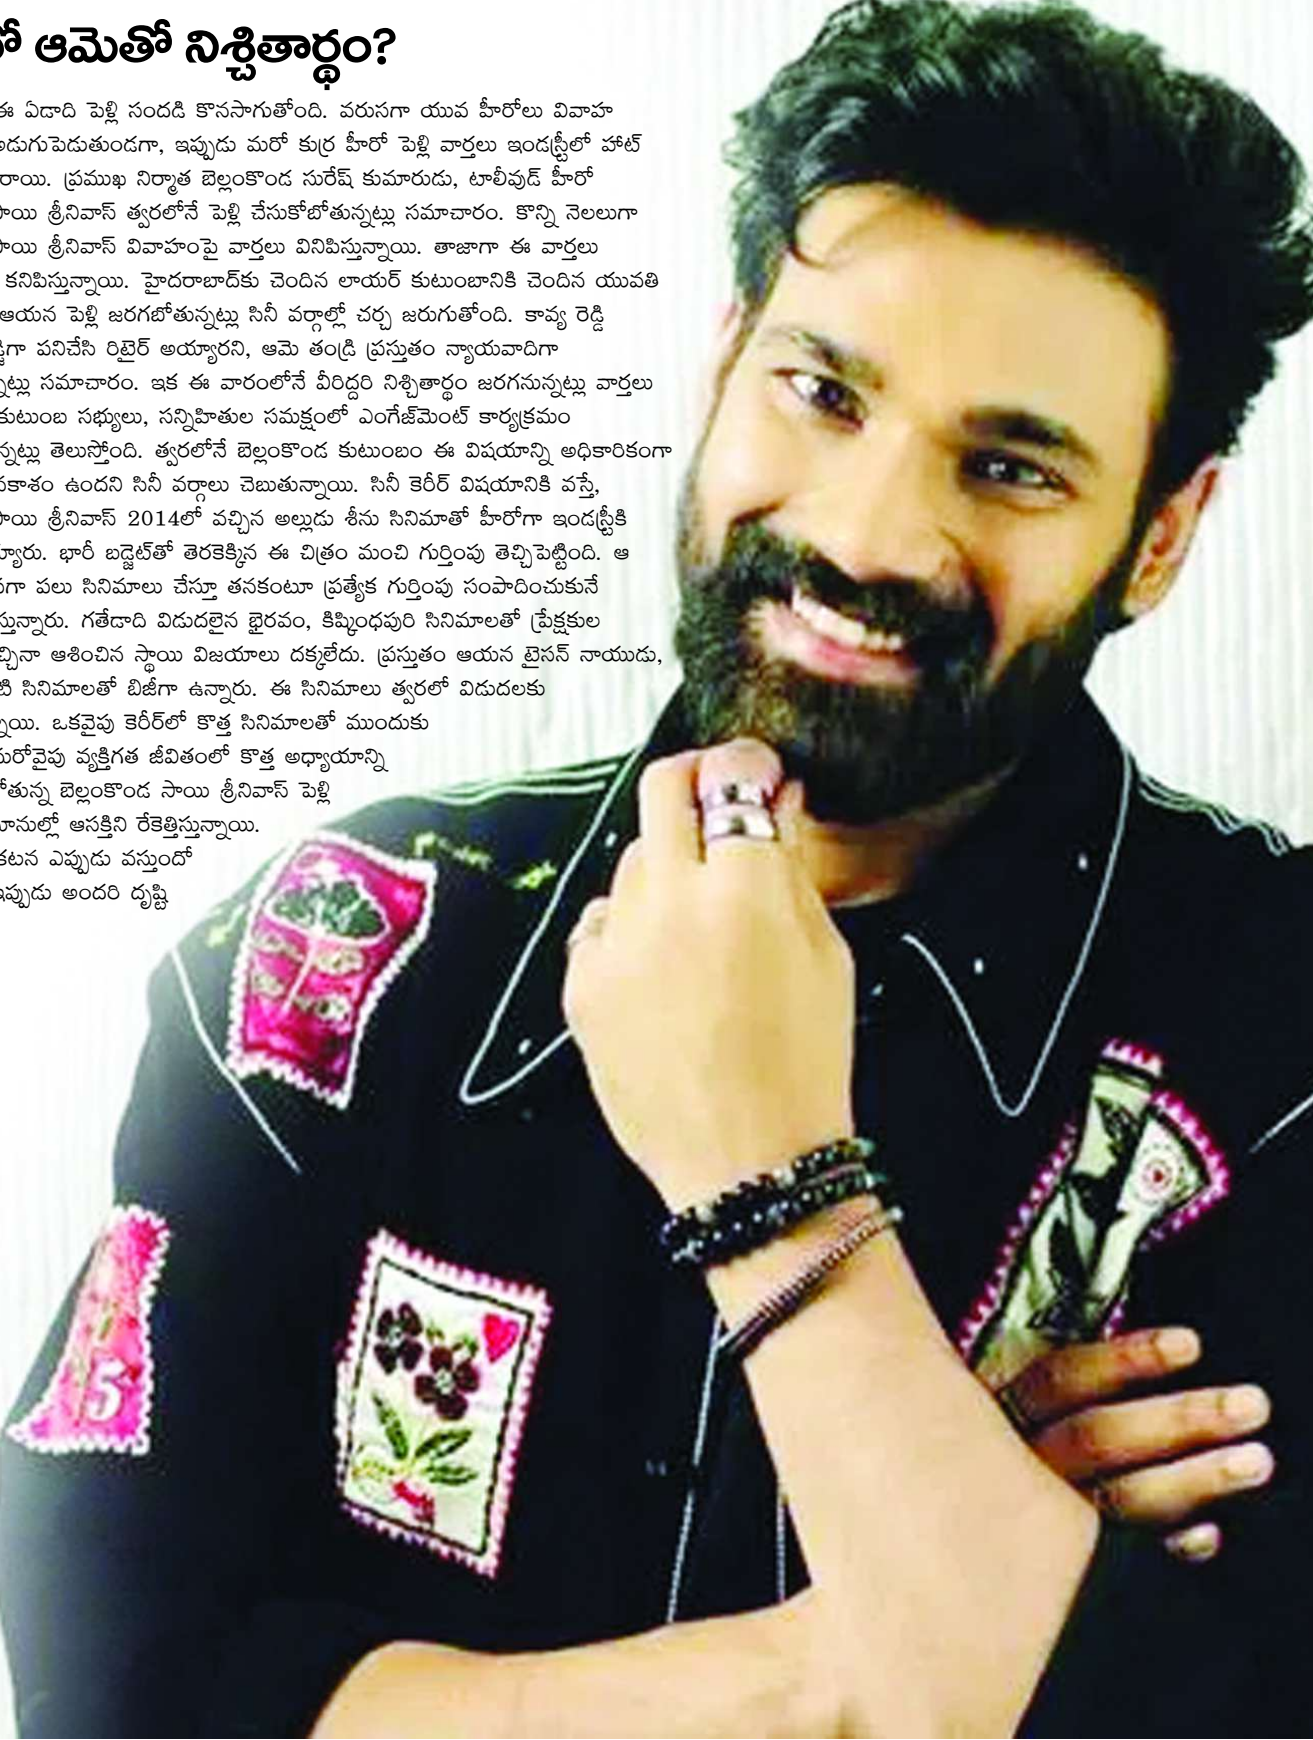 ఆమెతో నిశ్చితార్థం?
ఈ ఏడాది పెళ్లి సందడి కొనసాగుతోంది. వరుసగా యువ హీరోలు వివాహ
అడుగుపెడుతుండగా, ఇప్పుడు మరో కుర్ర హీరో పెళ్లి వార్తలు ఇండస్ట్రీలో హాట్
రాయి. ప్రముఖ నిర్మాత బెల్లంకొండ సురేష్ కుమారుడు, టాలీవుడ్ హీరో
సాయి శ్రీనివాస్ త్వరలోనే పెళ్లి చేసుకోబోతున్నట్లు సమాచారం. కొన్ని నెలలుగా
సాయి శ్రీనివాస్ వివాహంపై వార్తలు వినిపిస్తున్నాయి. తాజాగా ఈ వార్తలు
కనిపిస్తున్నాయి. హైదరాబాద్‌కు చెందిన లాయర్ కుటుంబానికి చెందిన యువతి
ఆయన పెళ్లి జరగబోతున్నట్లు సినీ వర్గాల్లో చర్చ జరుగుతోంది. కావ్య రెడ్డి
పనిచేసి రిటైర్ అయ్యారని, ఆమె తండ్రి ప్రస్తుతం న్యాయవాదిగా
సమాచారం. ఇక ఈ వారంలోనే వీరిద్దరి నిశ్చితార్థం జరగనున్నట్లు వార్తలు
కుటుంబ సభ్యులు, సన్నిహితుల సమక్షంలో ఎంగేజ్‌మెంట్ కార్యక్రమం
తెలుస్తోంది. త్వరలోనే బెల్లంకొండ కుటుంబం ఈ విషయాన్ని అధికారికంగా
ఉందని సినీ వర్గాలు చెబుతున్నాయి. సినీ కెరీర్ విషయానికి వస్తే,
సాయి శ్రీనివాస్ 2014లో వచ్చిన అల్లుడు శీను సినిమాతో హీరోగా ఇండస్ట్రీకి
భారీ బడ్జెట్‌తో తెరకెక్కిన ఈ చిత్రం మంచి గుర్తింపు తెచ్చిపెట్టింది. ఆ
పలు సినిమాలు చేస్తూ తనకంటూ ప్రత్యేక గుర్తింపు సంపాదించుకునే
గతేడాది విడుదలైన భైరవం, కిష్కింధపురి సినిమాలతో ప్రేక్షకుల
ఆశించిన స్థాయి విజయాలు దక్కలేదు. ప్రస్తుతం ఆయన టైసన్ నాయుడు,
సినిమాలతో బిజీగా ఉన్నారు. ఈ సినిమాలు త్వరలో విడుదలకు
ఒకవైపు కెరీర్‌లో కొత్త సినిమాలతో ముందుకు
మరోవైపు వ్యక్తిగత జీవితంలో కొత్త అధ్యాయాన్ని
బెల్లంకొండ సాయి శ్రీనివాస్ పెళ్లి
ఆసక్తిని రేకెత్తిస్తున్నాయి.
ఎప్పుడు వస్తుందో
ఇప్పుడు అందరి దృష్టి
5